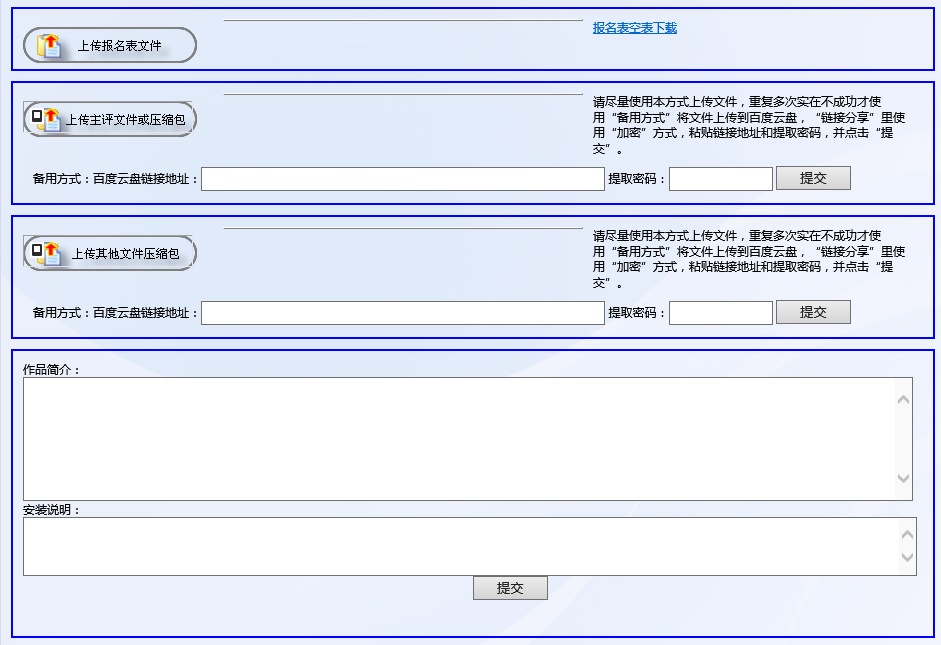 上传报名表文件
报名表空表下载
上传主评文件或压缩包
请尽量使用本方式上传文件，重复多次实在不成功才使
用“备用方式”将文件上传到百度云盘，“链接分享”里使
用“加密”方式，粘贴链接地址和提取密码，并点击“提
交”。
备用方式：百度云盘链接地址： 提取密码： 提交
上传其他文件压缩包
请尽量使用本方式上传文件，重复多次实在不成功才使
用“备用方式”将文件上传到百度云盘，“链接分享”里使
用“加密”方式，粘贴链接地址和提取密码，并点击“提
交”。
备用方式：百度云盘链接地址： 提取密码： 提交
作品简介：
安装说明：
提交